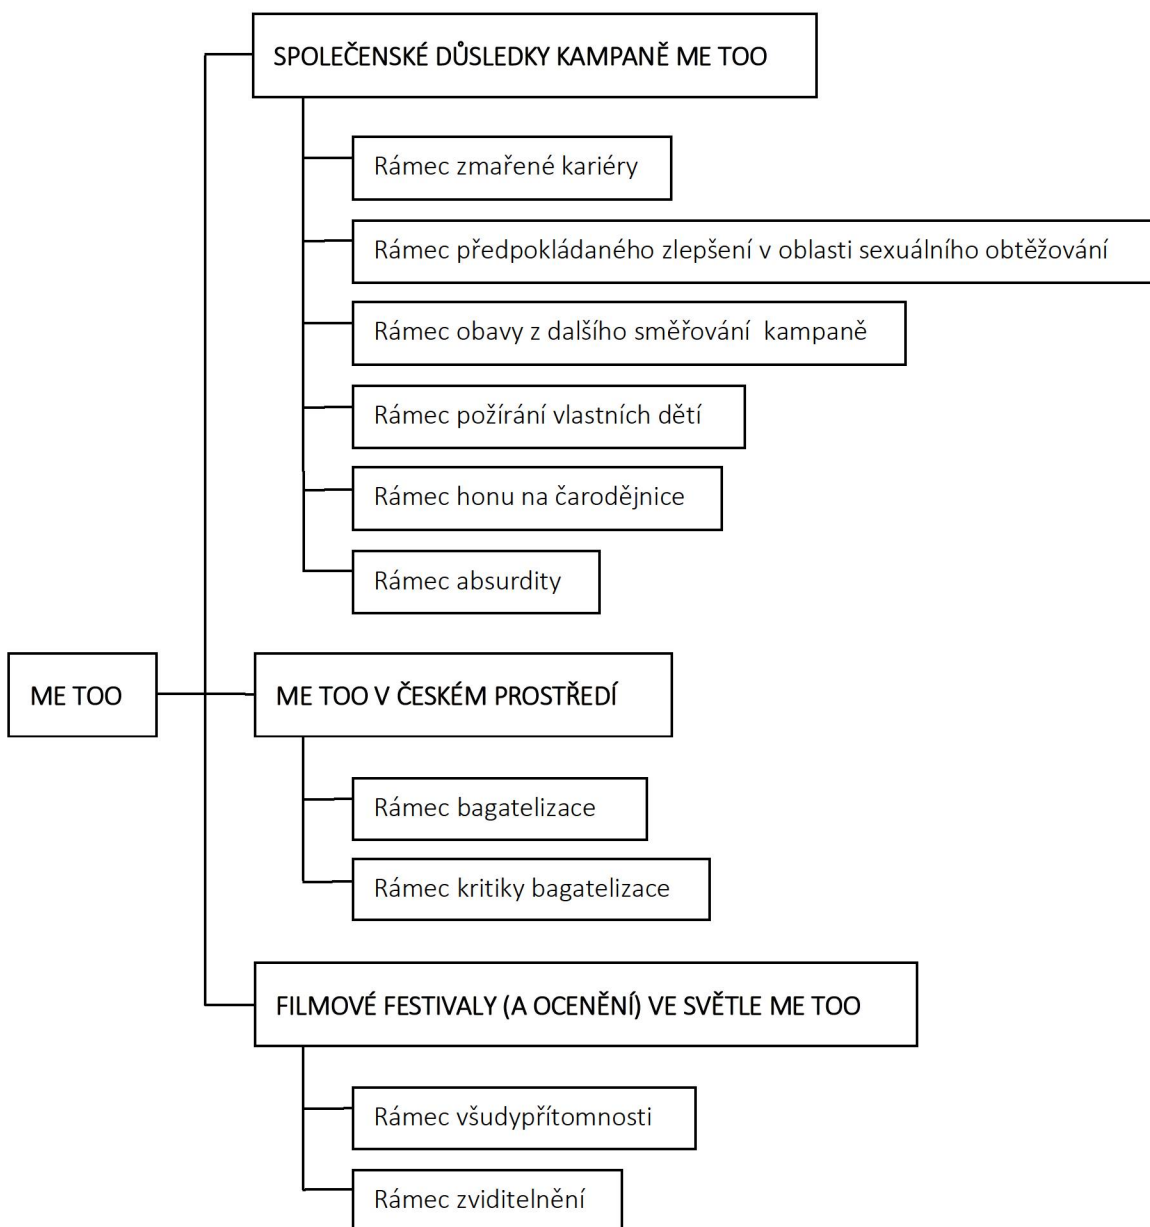 SPOLEČENSKÉ DŮSLEDKY KAMPANĚ ME TOO
Rámec zmařené kariéry
Rámec předpokládaného zlepšení v oblasti sexuálního obtěžování
Rámec obavy z dalšího směřování kampaně
Rámec požírání vlastních dětí
Rámec honu na čarodějnice
Rámec absurdity
ME TOO
ME TOO V ČESKÉM PROSTŘEDÍ
Rámec bagatelizace
Rámec kritiky bagatelizace
FILMOVÉ FESTIVALY (A OCENĚNÍ) VE SVĚTLE ME TOO
Rámec všudypřítomnosti
Rámec zviditelnění